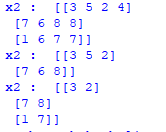 x2 :  [[3 5 2 4]
 [7 6 8 8]
 [1 6 7 7]]
x2 :  [[3 5 2]
 [7 6 8]]
x2 :  [[3 2]
 [7 8]
 [1 7]]